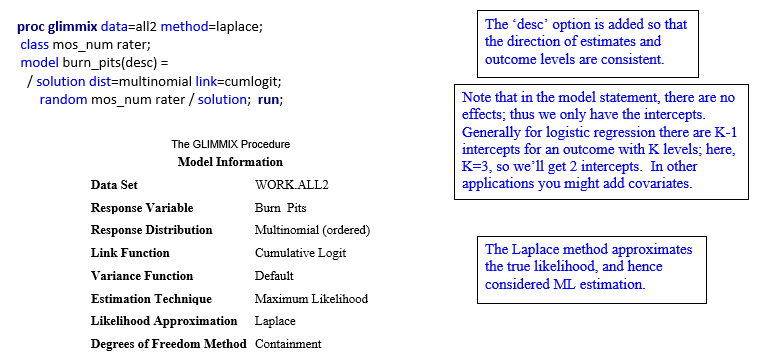 proc glimmix data=all2 method=laplace;
class mos_num rater;
model burn_pits(desc) =
/ solution dist=multinomial link=cumlogit;
random mos_num rater / solution; run;
The GLIMMIX Procedure
Model Information
Data Set WORK.ALL2
Response Variable Burn Pits
Response Distribution Multinomial (ordered)
Link Function Cumulative Logit
Variance Function Default
Estimation Technique Maximum Likelihood
Likelihood Approximation Laplace
Degrees of Freedom Method Containment
The ‘desc’ option is added so that
the direction of estimates and
outcome levels are consistent.
Note that in the model statement, there are no
effects; thus we only have the intercepts.
Generally for logistic regression there are K-1
intercepts for an outcome with K levels; here,
K=3, so we’ll get 2 intercepts. In other
applications you might add covariates.
The Laplace method approximates
the true likelihood, and hence
considered ML estimation.